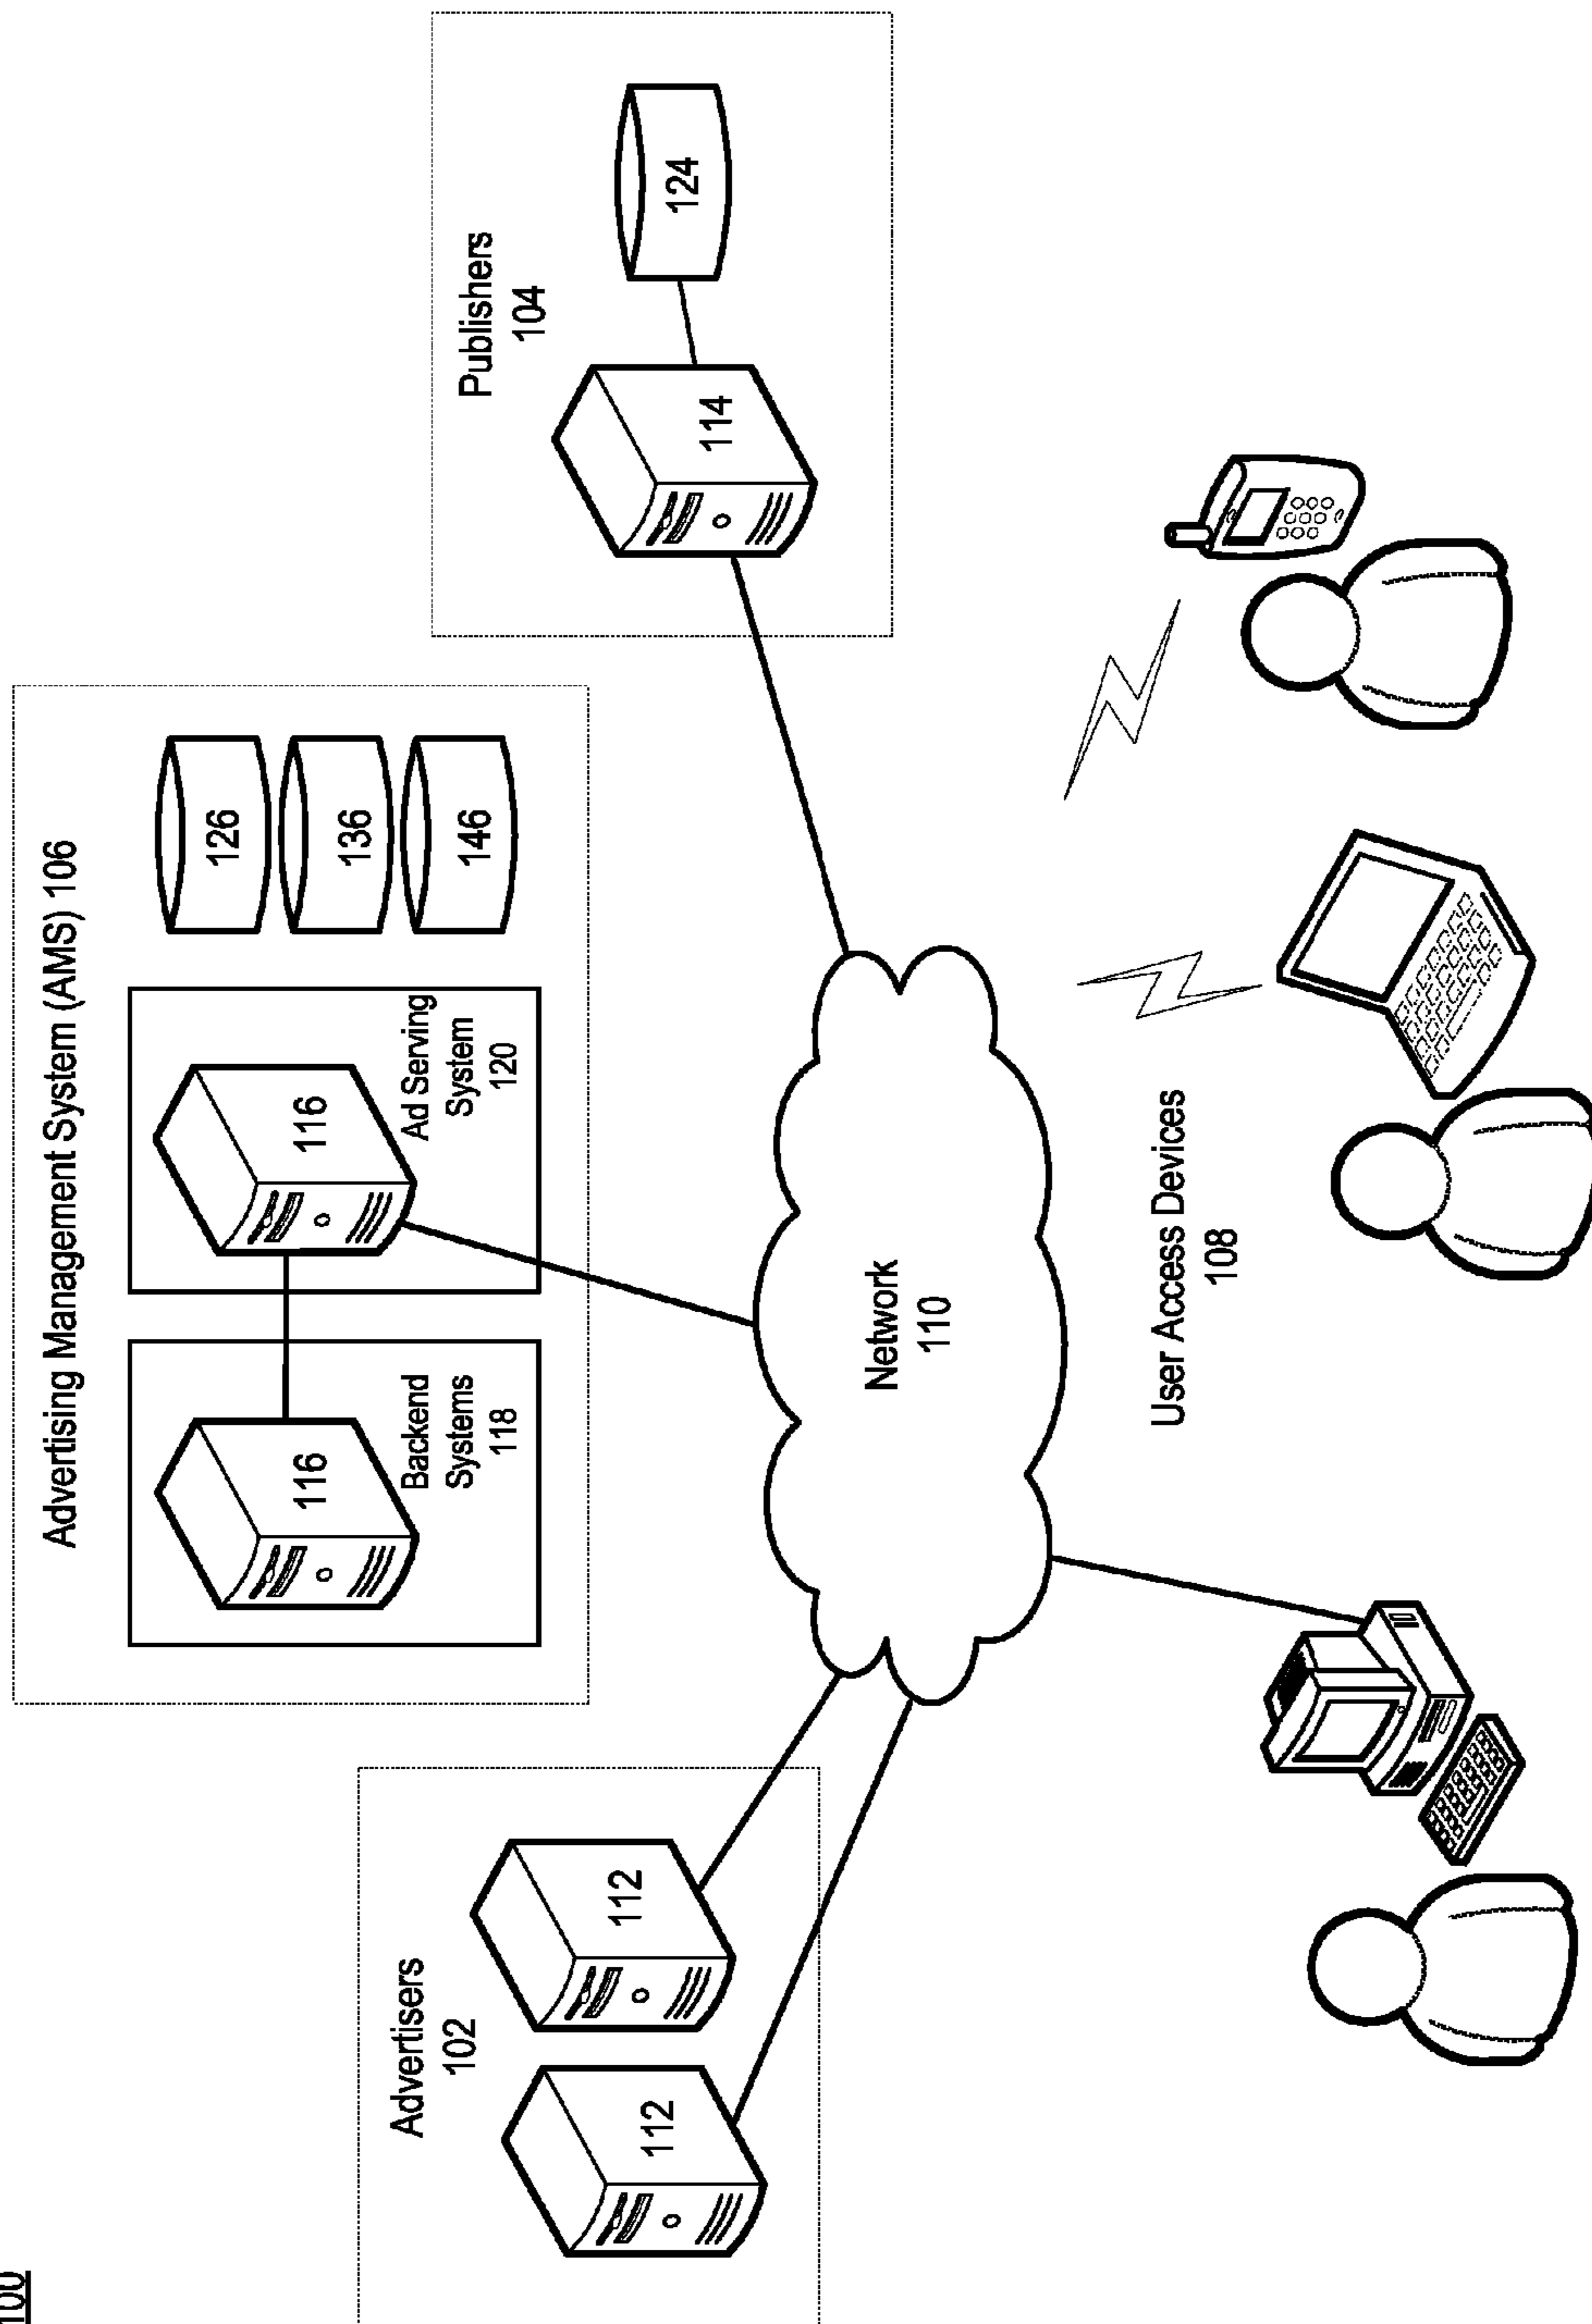 100
Advertising Management System (AMS) 106
116
Backend
Systems
118
116
Ad Serving
System
120
126
136
146
Advertisers
102
112
112
Publishers
104
114
124
Network
110
User Access Devices
108